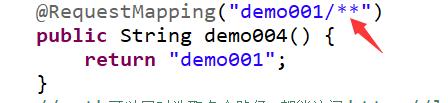 @RequestMapping("demo001/**")
public String demo004() {
return "demo001";
}